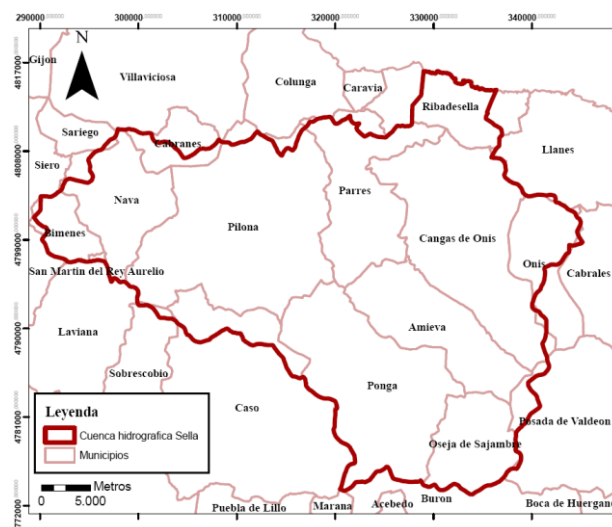 290000 300000 310000 320000 330000 340000
4817000
4808000
4799000
4790000
4781000
772000
N
Gijon
Villaviciosa
Colunga
Caravia
Ribadesella
Sariego
Cabranes
Llanes
Siero
Nava
Parres
Pilona
Bimenes
Cangas de Onis
Onis
Cabrales
San Martin del Rey Aurelio
Laviana
Amieva
Sobrescobio
Ponga
Caso
Posada de Valdeon
Oseja de Sajambre
Puebla de Lillo
Marana
Acebedo
Buron
Boca de Huergano
Leyenda
Cuenca hidrografica Sella
Municipios
Metros
0 5.000